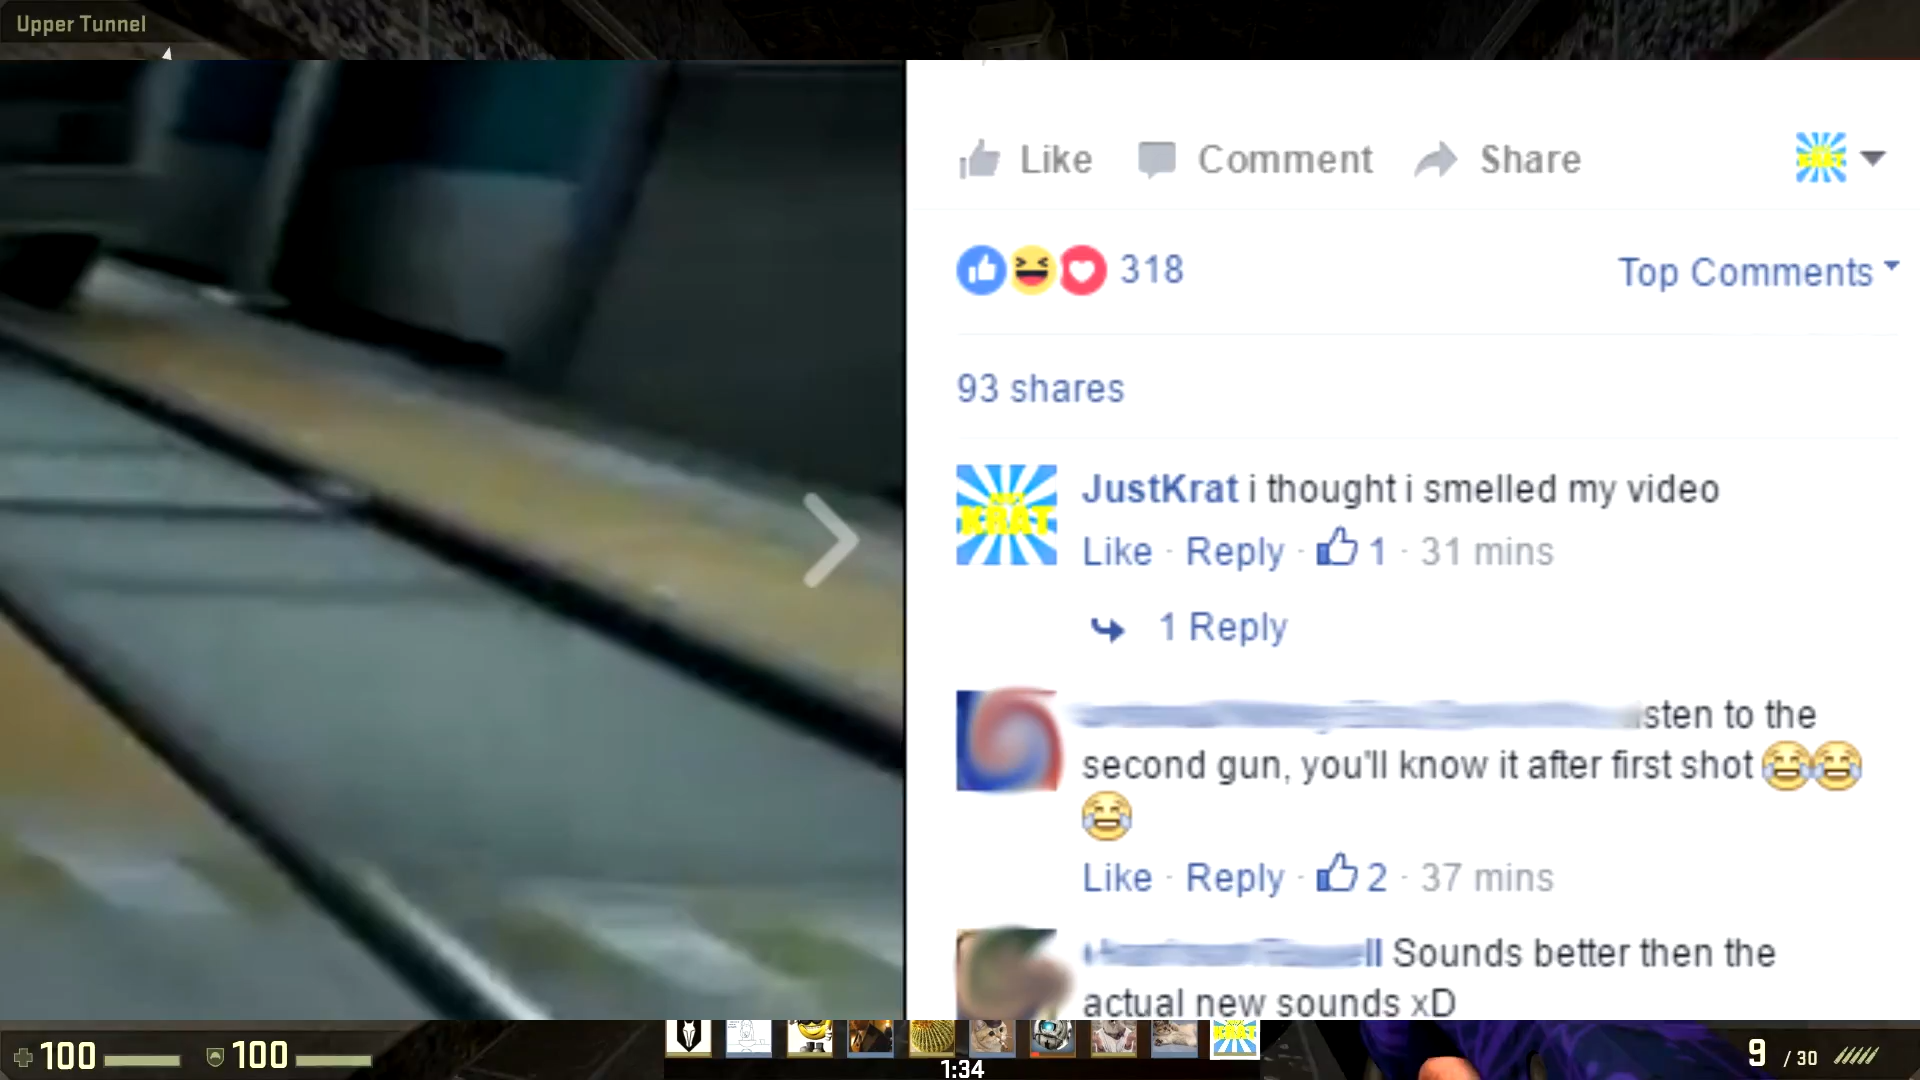 Upper Tunnel
Like Comment Share
318
Top Comments
93 shares
KRAT
JustKrat i thought i smelled my video
Like · Reply · 1 · 31 mins
1 Reply
sten to the
second gun, you'll know it after first shot 😂😂
😂
Like · Reply · 2 · 37 mins
ll Sounds better then the
actual new sounds xD
100 100
KRAT
1:34
9 / 30